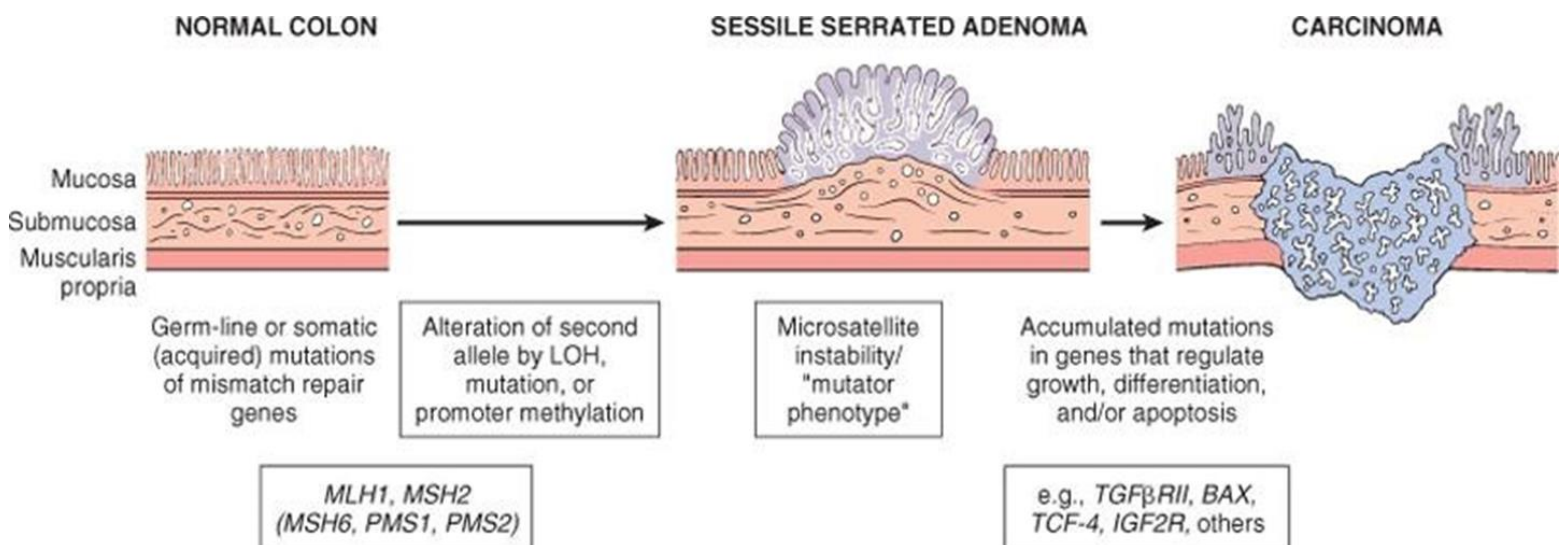 NORMAL COLON
SESSILE SERRATED ADENOMA
CARCINOMA
Mucosa
Submucosa
Muscularis
propria
Germ-line or somatic
(acquired) mutations
of mismatch repair
genes
Alteration of second
allele by LOH,
mutation, or
promoter methylation
Microsatellite
instability/
"mutator
phenotype"
Accumulated mutations
in genes that regulate
growth, differentiation,
and/or apoptosis
MLH1, MSH2
(MSH6, PMS1, PMS2)
e.g., TGFβRII, BAX,
TCF-4, IGF2R, others